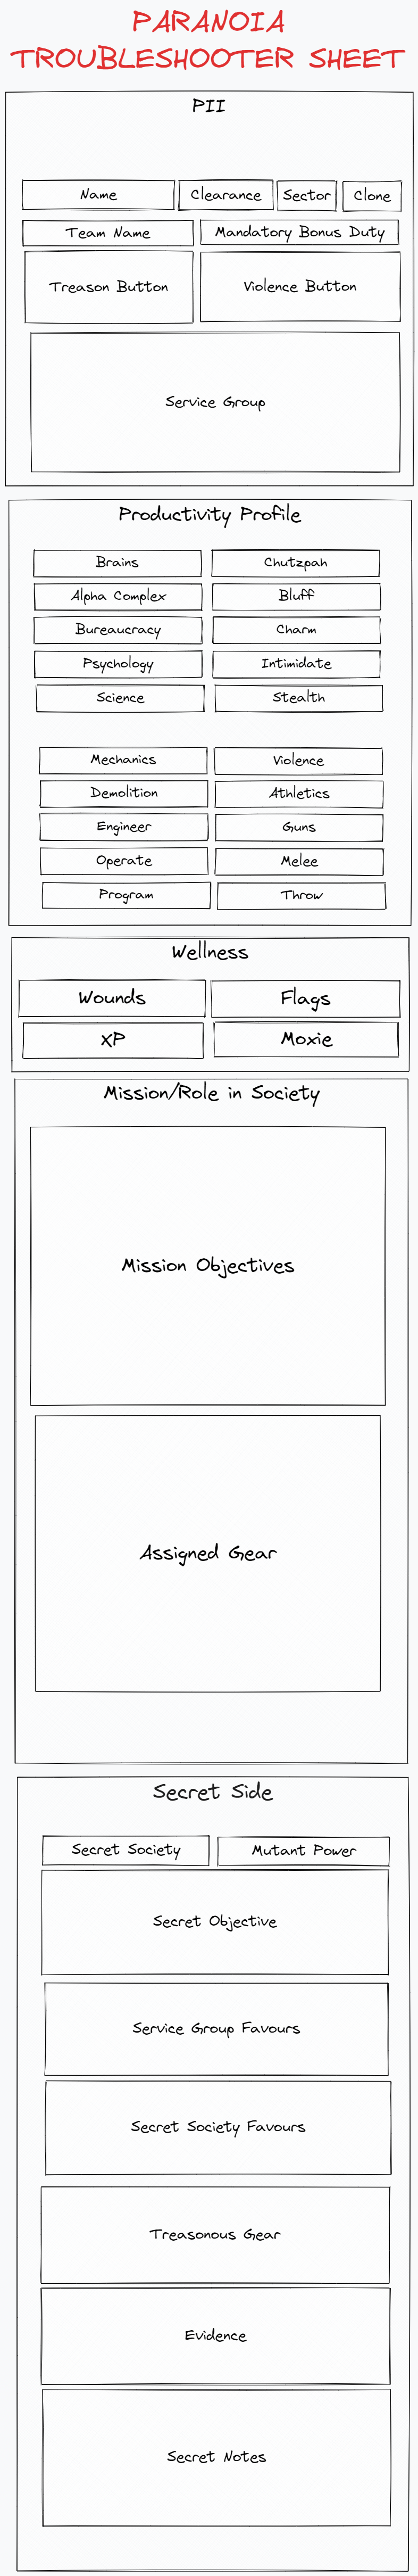 PARANOIA
TROUBLESHOOTER SHEET
PII
Name
Clearance
Sector
Clone
Team Name
Mandatory Bonus Duty
Treason Button
Violence Button
Service Group
Productivity Profile
Brains
Chutzpah
Alpha Complex
Bluff
Bureaucracy
Charm
Psychology
Intimidate
Science
Stealth
Mechanics
Violence
Demolition
Athletics
Engineer
Guns
Operate
Melee
Program
Throw
Wellness
Wounds
Flags
XP
Moxie
Mission/Role in Society
Mission Objectives
Assigned Gear
Secret Side
Secret Society
Mutant Power
Secret Objective
Service Group Favours
Secret Society Favours
Treasonous Gear
Evidence
Secret Notes